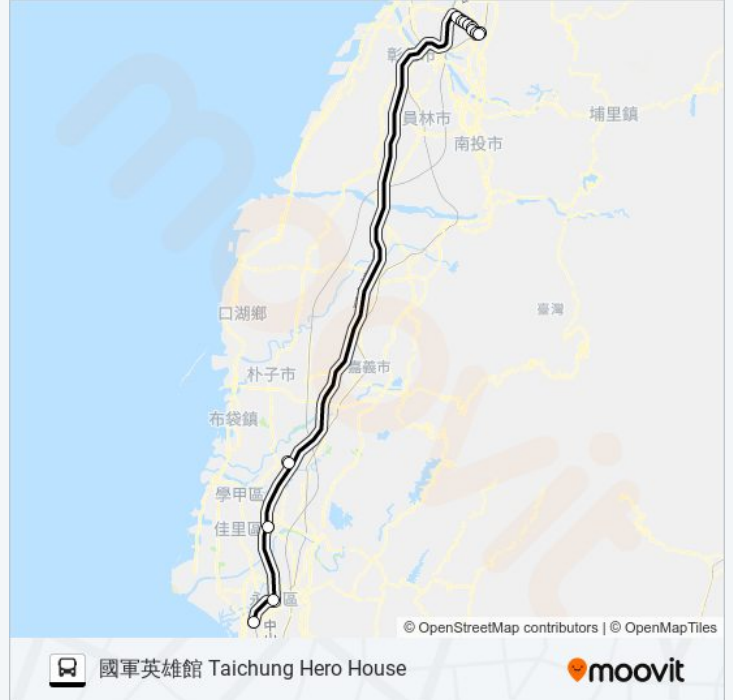 彰化市
員林市
南投市
埔里鎮
口湖鄉
臺灣
嘉義市
朴子市
布袋鎮
學甲區
佳里區
區
© OpenStreetMap contributors | © OpenMapTiles
國軍英雄館 Taichung Hero House
moovit